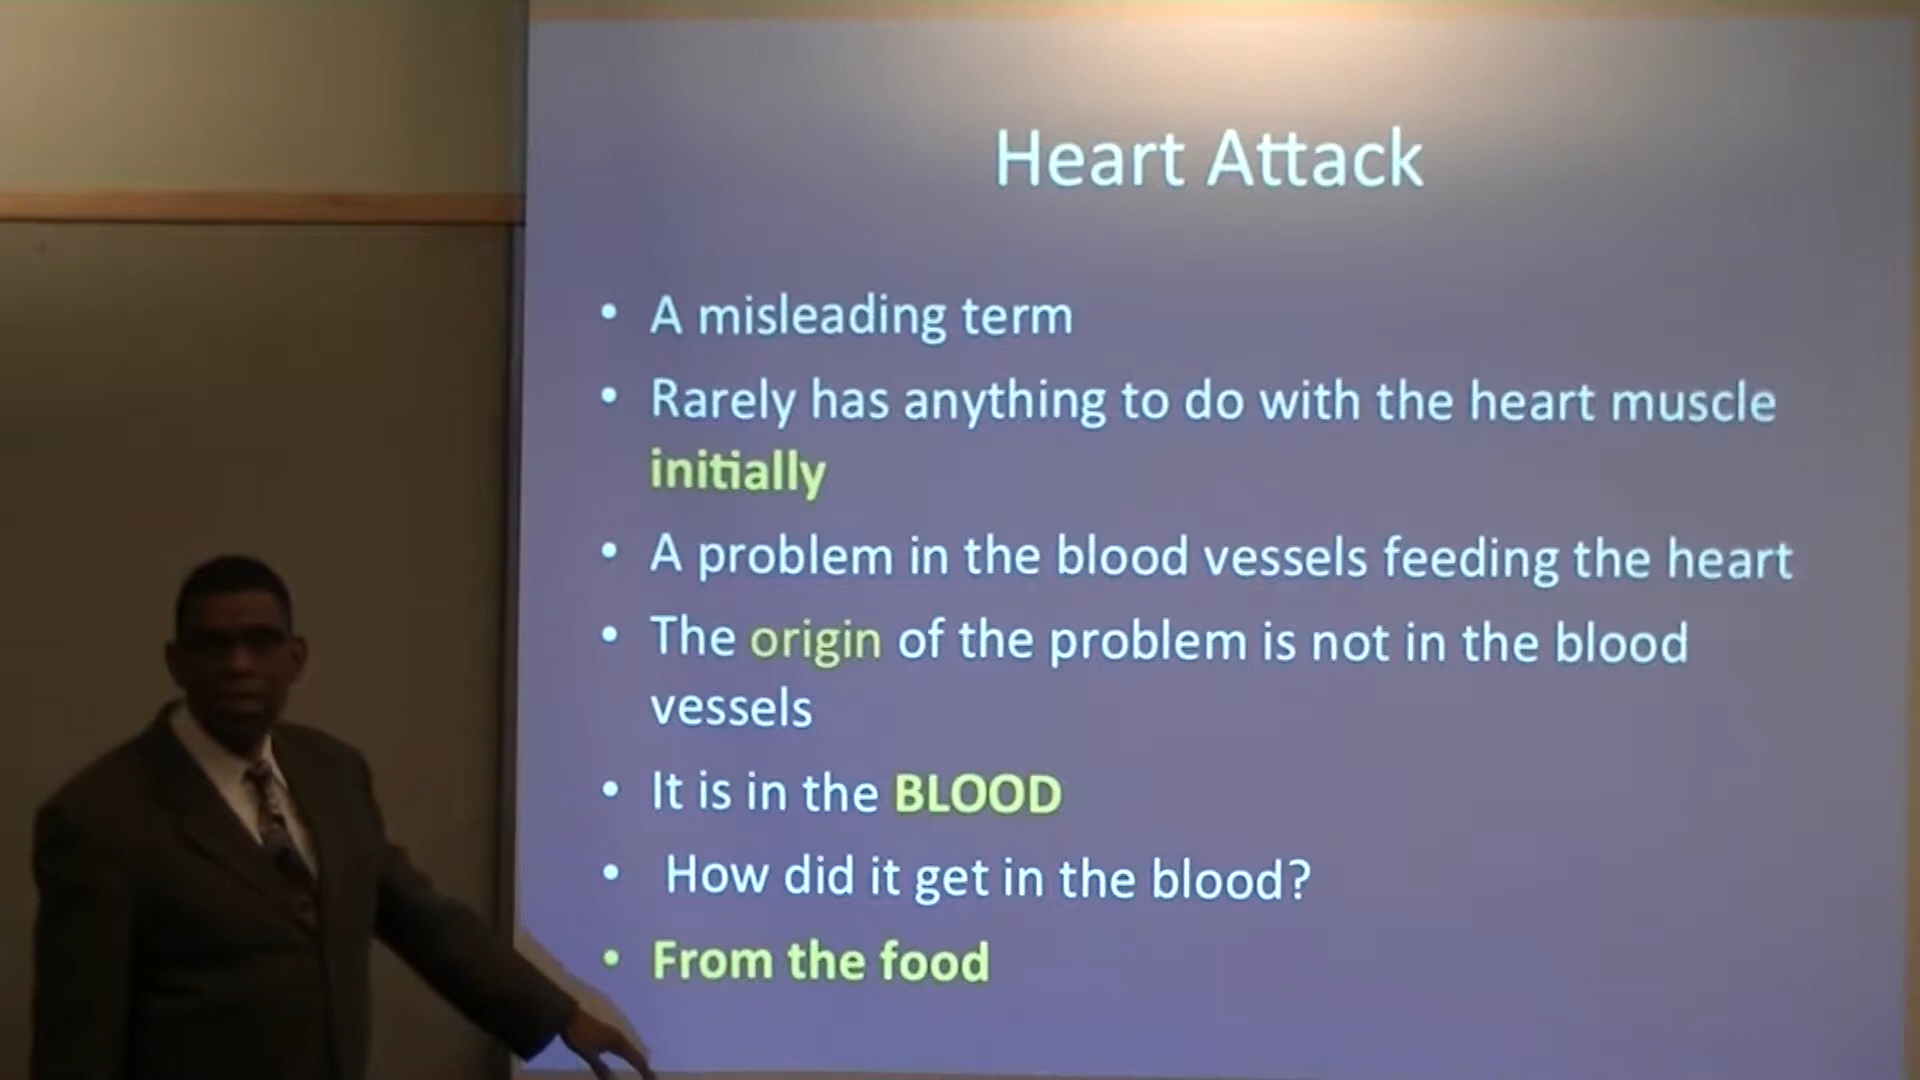 Heart Attack
• A misleading term
• Rarely has anything to do with the heart muscle
initially
• A problem in the blood vessels feeding the heart
• The origin of the problem is not in the blood
vessels
• It is in the BLOOD
• How did it get in the blood?
• From the food